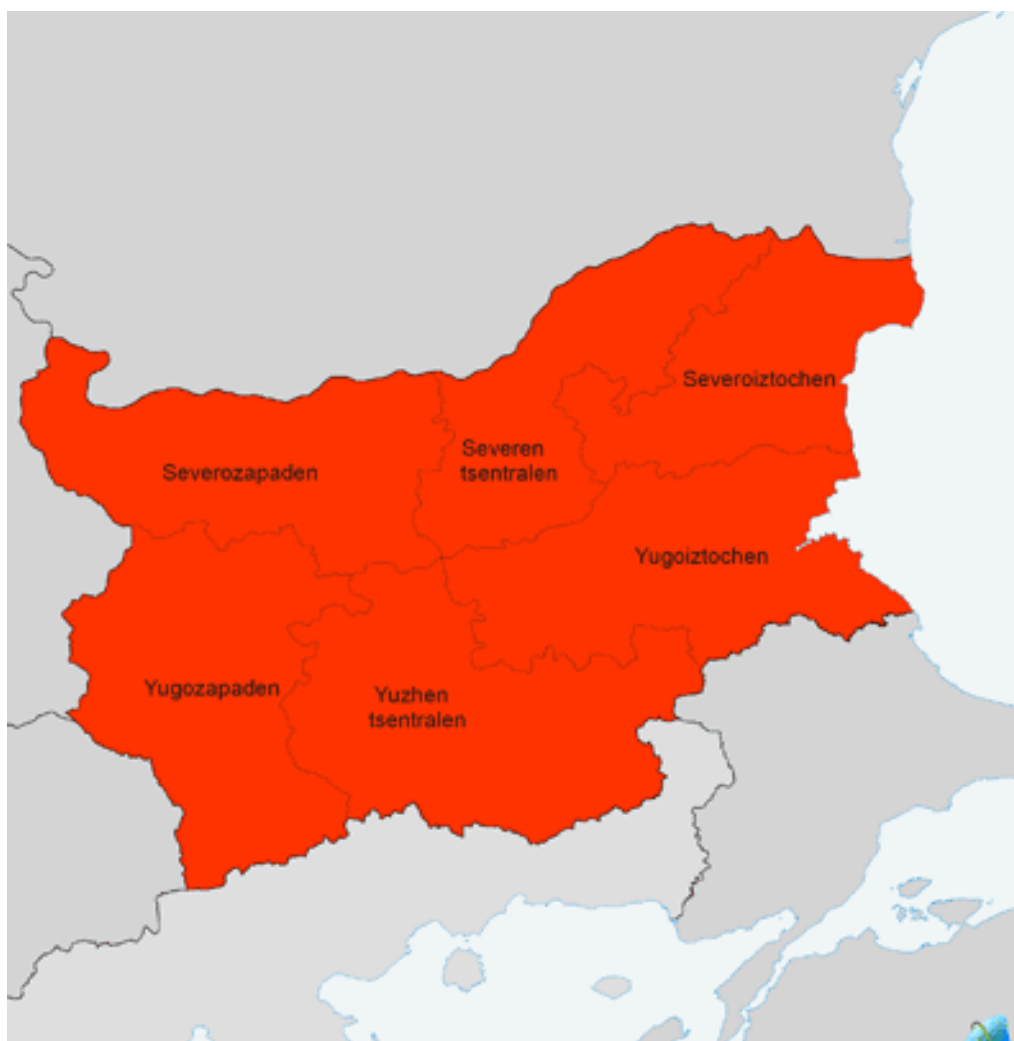 Severoiztochen
Severen
tsentralen
Severozapaden
Yugoiztochen
Yugozapaden
Yuzhen
tsentralen